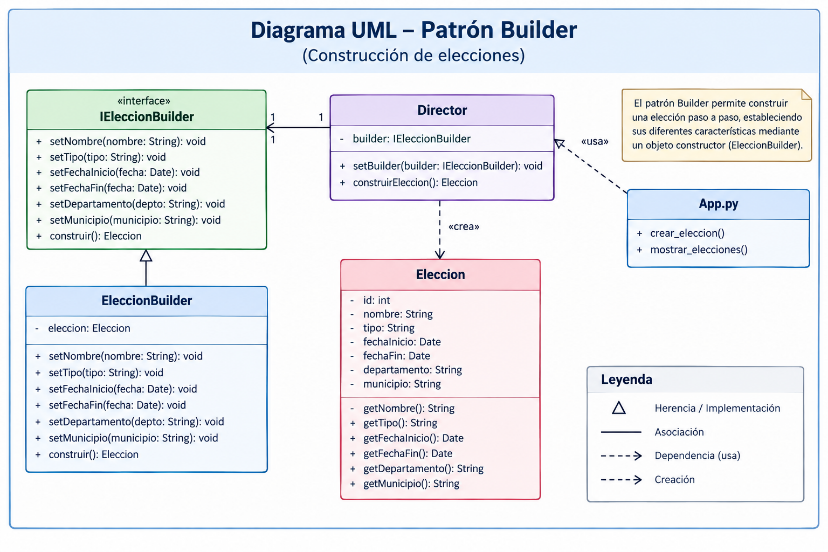 Diagrama UML – Patrón Builder
(Construcción de elecciones)
«interface»
IEleccionBuilder
+ setNombre(nombre: String): void
+ setTipo(tipo: String): void
+ setFechaInicio(fecha: Date): void
+ setFechaFin(fecha: Date): void
+ setDepartamento(depto: String): void
+ setMunicipio(municipio: String): void
+ construir(): Eleccion
1
1
1
Director
- builder: IEleccionBuilder
+ setBuilder(builder: IEleccionBuilder): void
+ construirEleccion(): Eleccion
«usa»
El patrón Builder permite construir
una elección paso a paso, estableciendo
sus diferentes características mediante
un objeto constructor (EleccionBuilder).
App.py
+ crear_eleccion()
+ mostrar_elecciones()
«crea»
EleccionBuilder
- eleccion: Eleccion
+ setNombre(nombre: String): void
+ setTipo(tipo: String): void
+ setFechaInicio(fecha: Date): void
+ setFechaFin(fecha: Date): void
+ setDepartamento(depto: String): void
+ setMunicipio(municipio: String): void
+ construir(): Eleccion
Eleccion
- id: int
- nombre: String
- tipo: String
- fechaInicio: Date
- fechaFin: Date
- departamento: String
- municipio: String
- getNombre(): String
+ getTipo(): String
+ getFechaInicio(): Date
+ getFechaFin(): Date
+ getDepartamento(): String
+ getMunicipio(): String
Leyenda
Herencia / Implementación
Asociación
Dependencia (usa)
Creación